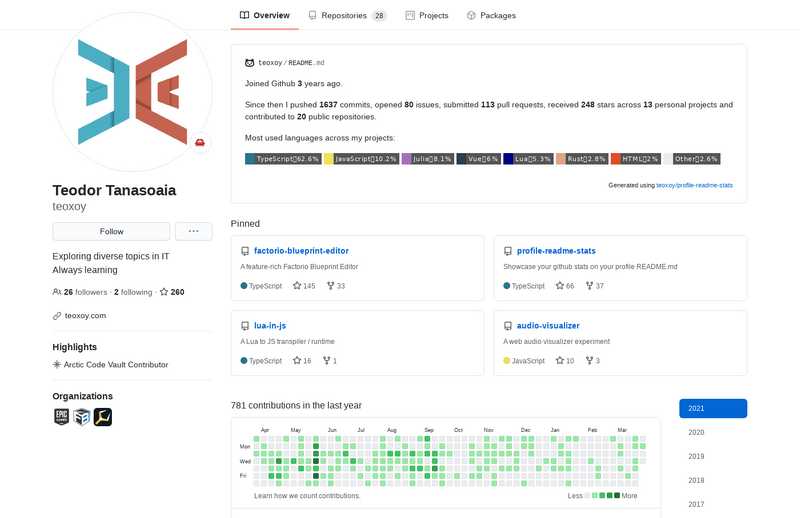 Overview
Repositories 28
Projects
Packages
teoxoy/README.md
Joined Github 3 years ago.
Since then I pushed 1637 commits, opened 80 issues, submitted 113 pull requests, received 248 stars across 13 personal projects and
contributed to 20 public repositories.
Most used languages across my projects:
TypeScript 62.6% JavaScript 10.2% Julia 8.1% Vue 6% Lua 5.3% Rust 2.8% HTML 2% Other 2.6%
Generated using teoxoy/profile-readme-stats
Teodor Tanasoaia
teoxoy
Follow
Exploring diverse topics in IT
Always learning
26 followers · 2 following · 260
teoxoy.com
Highlights
Arctic Code Vault Contributor
Organizations
EPIC GAMES
Pinned
factorio-blueprint-editor
A feature-rich Factorio Blueprint Editor
TypeScript 145 33
profile-readme-stats
Showcase your github stats on your profile README.md
TypeScript 66 37
lua-in-js
A Lua to JS transpiler / runtime
TypeScript 16 1
audio-visualizer
A web audio visualizer experiment
JavaScript 10 3
781 contributions in the last year
Apr May Jun Jul Aug Sep Oct Nov Dec Jan Feb Mar
Mon
Wed
Fri
Learn how we count contributions.
Less More
2021
2020
2019
2018
2017